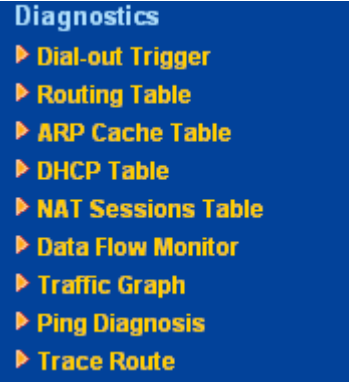 Diagnostics
Dial-out Trigger
Routing Table
ARP Cache Table
DHCP Table
NAT Sessions Table
Data Flow Monitor
Traffic Graph
Ping Diagnosis
Trace Route